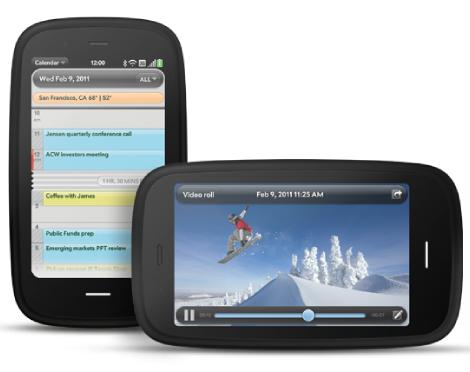 Calendar
12:00
Wed Feb 9, 2011
ALL
San Francisco, CA 68° | 52°
10
am
11
Jensen quarterly conference call
12
ACW investors meeting
1 HR, 30 MINS
Coffee with James
4
Public Funds prep
5
Emerging markets PPT review
Video roll
Feb 9, 2011 11:25 AM